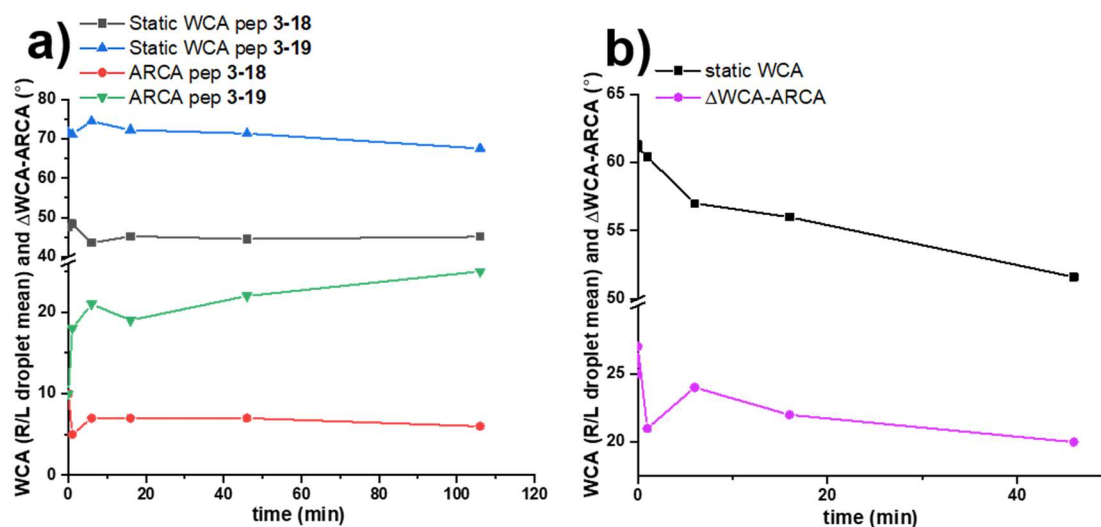 a)
Static WCA pep 3-18
Static WCA pep 3-19
ARCA pep 3-18
ARCA pep 3-19
WCA (R/L droplet mean) and ΔWCA-ARCA (°)
80
70
60
50
40
20
10
0
0 20 40 60 80 100 120
time (min)
b)
static WCA
ΔWCA-ARCA
WCA (R/L droplet mean) and ΔWCA-ARCA (°)
65
60
55
50
25
20
0 20 40
time (min)